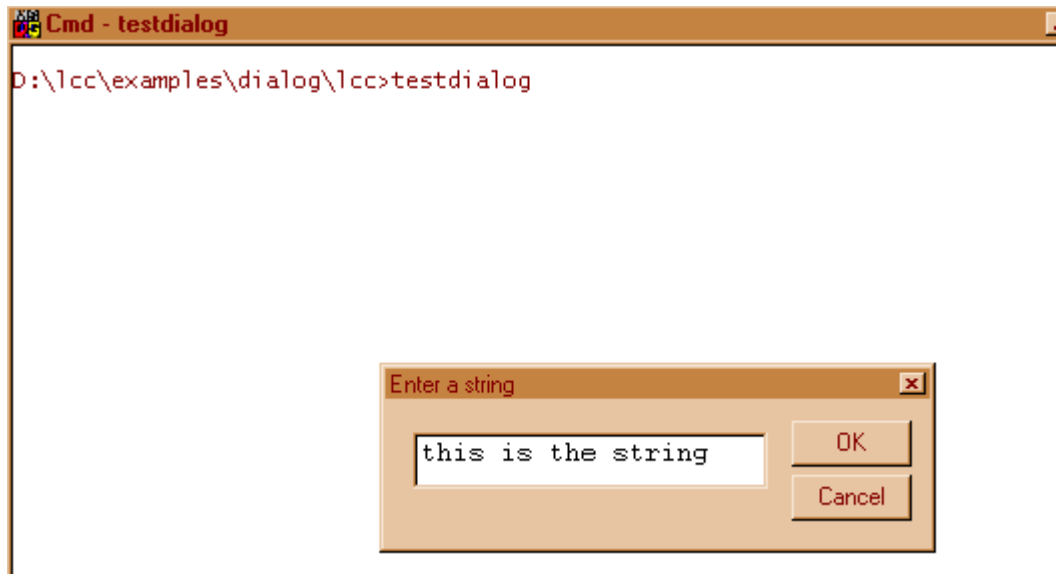 Cmd - testdialog
D:\lcc\examples\dialog\lcc>testdialog
Enter a string
this is the string
OK
Cancel